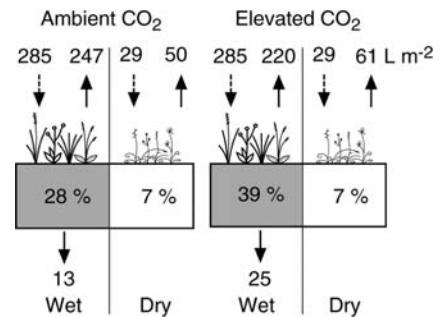 Ambient CO2 Elevated CO2
285 247 29 50 285 220 29 61 L m-2
28 % 7 % 39 % 7 %
13 25
Wet Dry Wet Dry